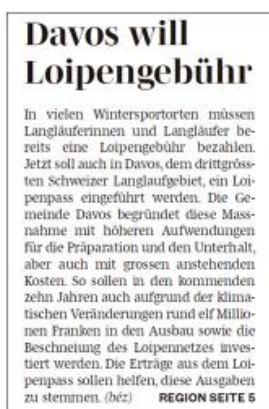 Davos will
Loipengebühr
In vielen Wintersportorten müssen
Langläuferinnen und Langläufer be-
reits eine Loipengebühr bezahlen.
Jetzt soll auch in Davos, dem drittgröss-
ten Schweizer Langlaufgebiet, ein Loi-
penpass eingeführt werden. Die Ge-
meinde Davos begründet diese Mass-
nahme mit höheren Aufwendungen
für die Präparation und den Unterhalt,
aber auch mit grossen anstehenden
Kosten. So sollen in den kommenden
zehn Jahren auch aufgrund der klima-
tischen Veränderungen rund elf Millio-
nen Franken in den Ausbau sowie die
Beschneiung des Loipennetzes inves-
tiert werden. Die Erträge aus dem Loi-
penpass sollen helfen, diese Ausgaben
zu stemmen. (béz) REGION SEITE 5